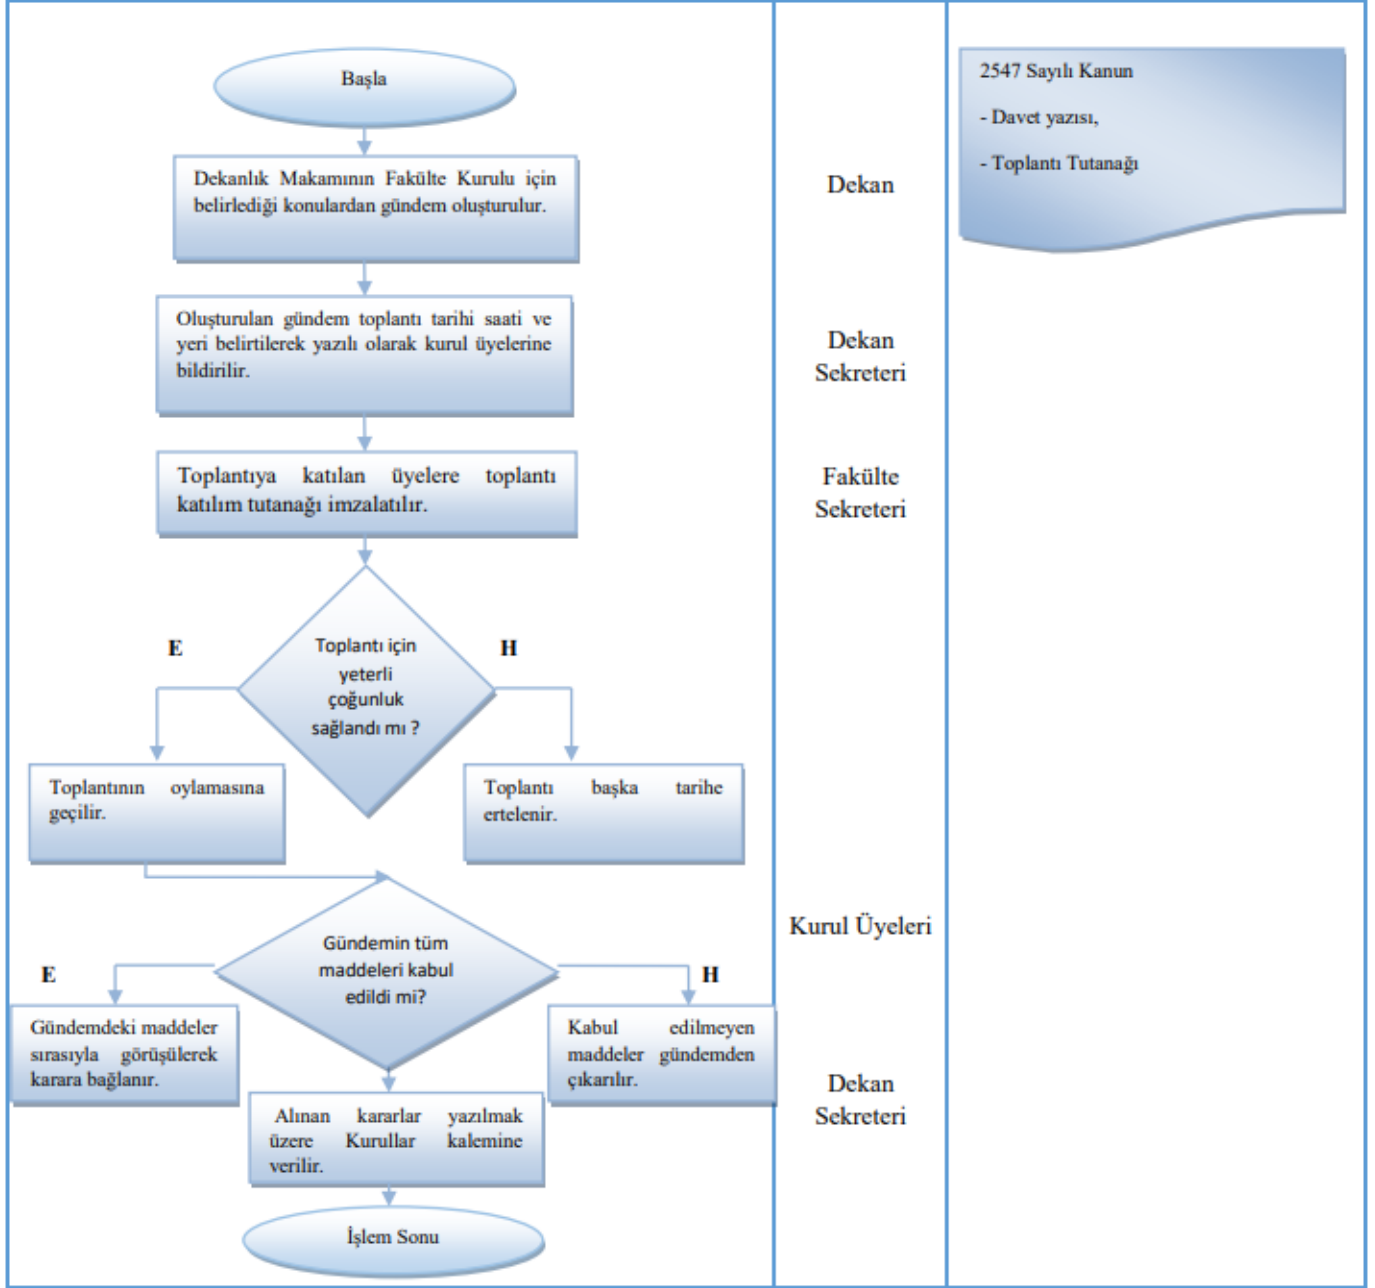 Başla
Dekanlık Makamının Fakülte Kurulu için
belirlediği konulardan gündem oluşturulur.
Oluşturulan gündem toplantı tarihi saati ve
yeri belirtilerek yazılı olarak kurul üyelerine
bildirilir.
Toplantıya katılan üyelere toplantı
katılım tutanağı imzalatılır.
E
Toplantı için
yeterli
çoğunluk
sağlandı mı ?
H
Toplantının oylamasına
geçilir.
Toplantı başka tarihe
ertelenir.
E
Gündemin tüm
maddeleri kabul
edildi mi?
H
Gündemdeki maddeler
sırasıyla görüşülerek
karara bağlanır.
Kabul edilmeyen
maddeler gündemden
çıkarılır.
Alınan kararlar yazılmak
üzere Kurullar kalemine
verilir.
İşlem Sonu
Dekan
Dekan
Sekreteri
Fakülte
Sekreteri
Kurul Üyeleri
Dekan
Sekreteri
2547 Sayılı Kanun
- Davet yazısı,
- Toplantı Tutanağı